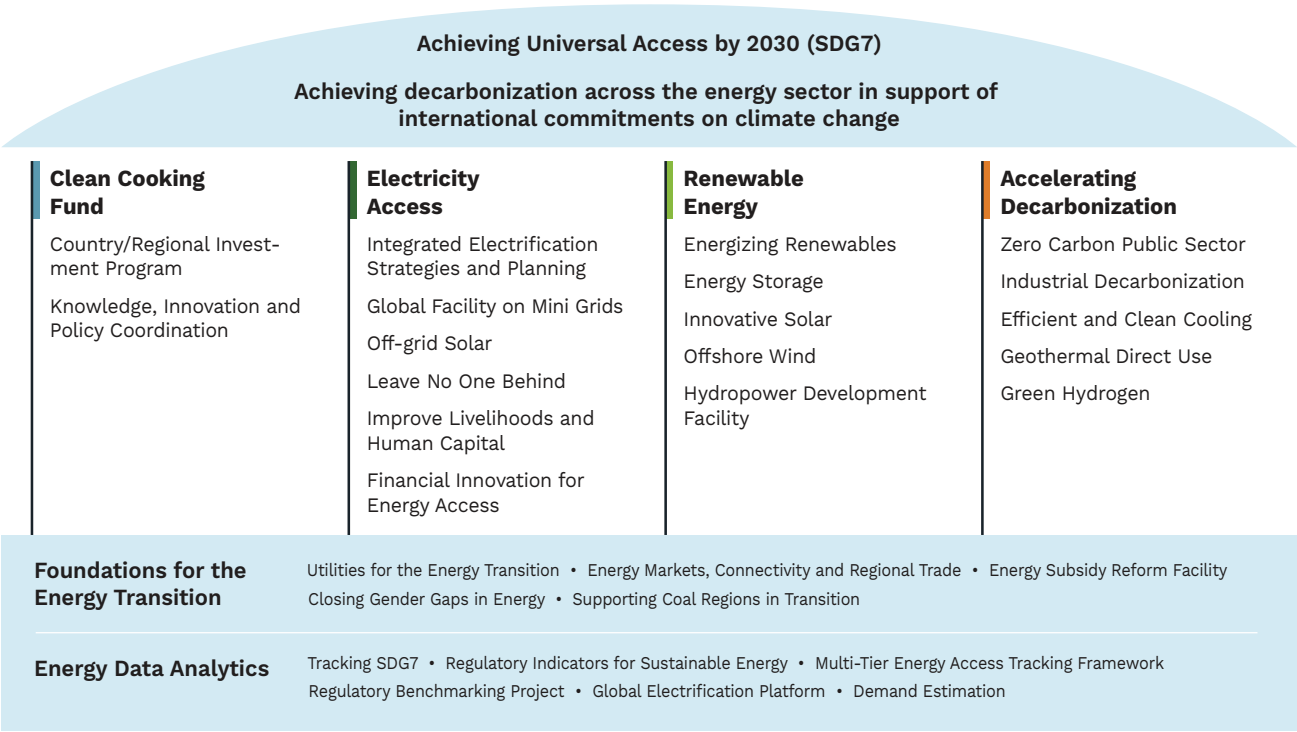 Achieving Universal Access by 2030 (SDG7)
Achieving decarbonization across the energy sector in support of
international commitments on climate change
Clean Cooking
Fund
Country/Regional Invest-
ment Program
Knowledge, Innovation and
Policy Coordination
Electricity
Access
Integrated Electrification
Strategies and Planning
Global Facility on Mini Grids
Off-grid Solar
Leave No One Behind
Improve Livelihoods and
Human Capital
Financial Innovation for
Energy Access
Renewable
Energy
Energizing Renewables
Energy Storage
Innovative Solar
Offshore Wind
Hydropower Development
Facility
Accelerating
Decarbonization
Zero Carbon Public Sector
Industrial Decarbonization
Efficient and Clean Cooling
Geothermal Direct Use
Green Hydrogen
Foundations for the
Energy Transition
Utilities for the Energy Transition • Energy Markets, Connectivity and Regional Trade • Energy Subsidy Reform Facility
Closing Gender Gaps in Energy • Supporting Coal Regions in Transition
Energy Data Analytics
Tracking SDG7 • Regulatory Indicators for Sustainable Energy • Multi-Tier Energy Access Tracking Framework
Regulatory Benchmarking Project • Global Electrification Platform • Demand Estimation